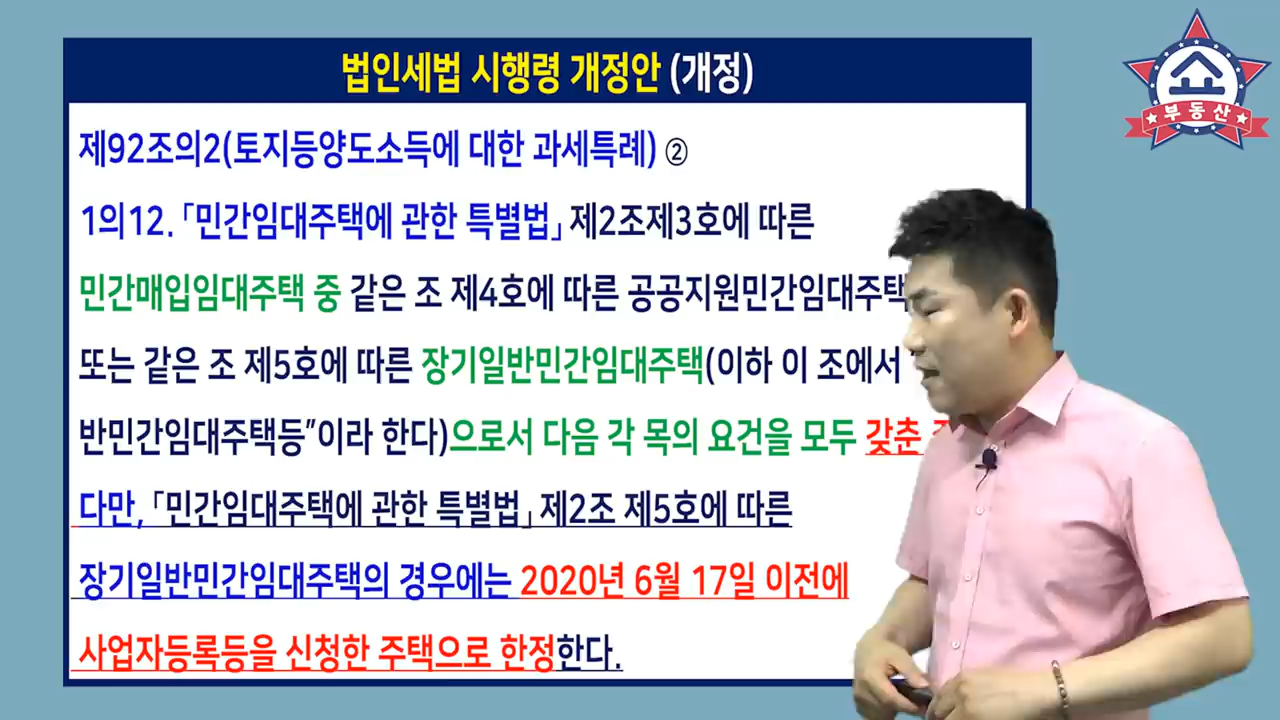 법인세법 시행령 개정안 (개정)
제92조의2(토지등양도소득에 대한 과세특례) ②
1의12. 「민간임대주택에 관한 특별법」 제2조제3호에 따른
민간매입임대주택 중 같은 조 제4호에 따른 공공지원민간임대주택
또는 같은 조 제5호에 따른 장기일반민간임대주택(이하 이 조에서
반민간임대주택등”이라 한다)으로서 다음 각 목의 요건을 모두 갖춘
다만, 「민간임대주택에 관한 특별법」 제2조 제5호에 따른
장기일반민간임대주택의 경우에는 2020년 6월 17일 이전에
사업자등록등을 신청한 주택으로 한정한다.
쇼
부동산